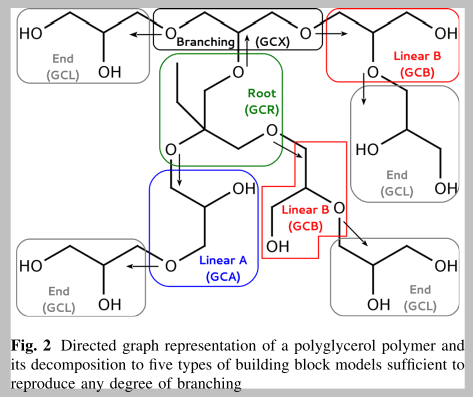 HO
O
O
OH
Branching (GCX)
End
(GCL)
OH
Linear B
(GCB)
O
O
Root
(GCR)
O
O
HO
End
(GCL)
OH
OH
Linear B
(GCB)
O
OH
Linear A
(GCA)
HO
O
OH
End
(GCL)
OH
OH
End
(GCL)
Fig. 2 Directed graph representation of a polyglycerol polymer and
its decomposition to five types of building block models sufficient to
reproduce any degree of branching